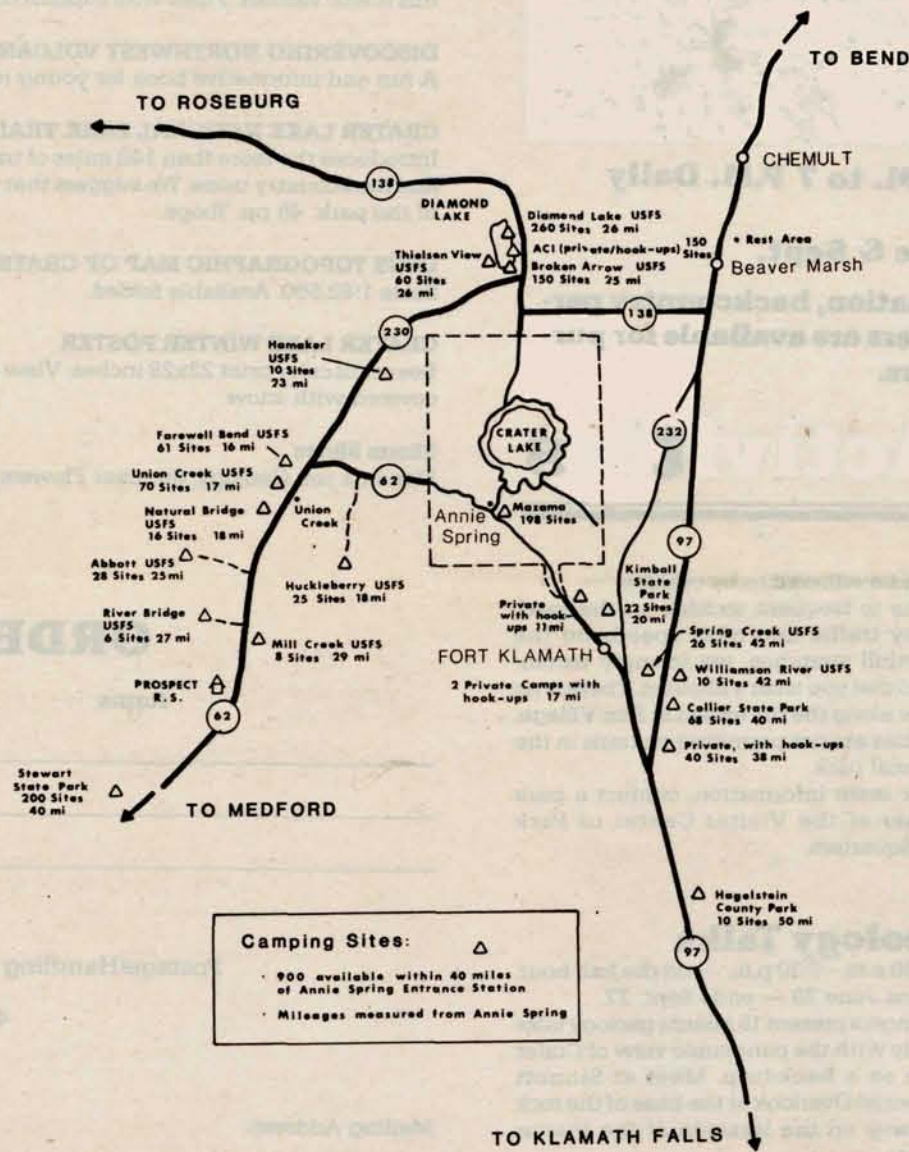 TO BEND
TO ROSEBURG
CHEMULT
138
DIAMOND
LAKE
Diamond Lake USFS
260 Sites 26 mi
ACI (private/hook-ups) 150
Sites
• Rest Area
Thielsen View
USFS
60 Sites
26 mi
Broken Arrow USFS
150 Sites 25 mi
Beaver Marsh
138
230
Hamaker
USFS
10 Sites
23 mi
CRATER
LAKE
232
Farewell Bend USFS
61 Sites 16 mi
Union Creek USFS
70 Sites 17 mi
62
Natural Bridge
USFS
16 Sites 18 mi
Union
Creek
Annie
Spring
Mazama
198 Sites
97
Abbott USFS
28 Sites 25 mi
Huckleberry USFS
25 Sites 18 mi
Kimball
State
Park
22 Sites
20 mi
River Bridge
USFS
6 Sites 27 mi
Private
with hook-
ups 11 mi
Spring Creek USFS
26 Sites 42 mi
Mill Creek USFS
8 Sites 29 mi
FORT KLAMATH
Williamson River USFS
10 Sites 42 mi
PROSPECT
R.S.
2 Private Camps with
hook-ups 17 mi
Collier State Park
68 Sites 40 mi
62
Private, with hook-ups
40 Sites 38 mi
Stewart
State Park
200 Sites
40 mi
TO MEDFORD
Hagelstein
County Park
10 Sites 50 mi
Camping Sites:
• 900 available within 40 miles
of Annie Spring Entrance Station
• Mileages measured from Annie Spring
97
TO KLAMATH FALLS